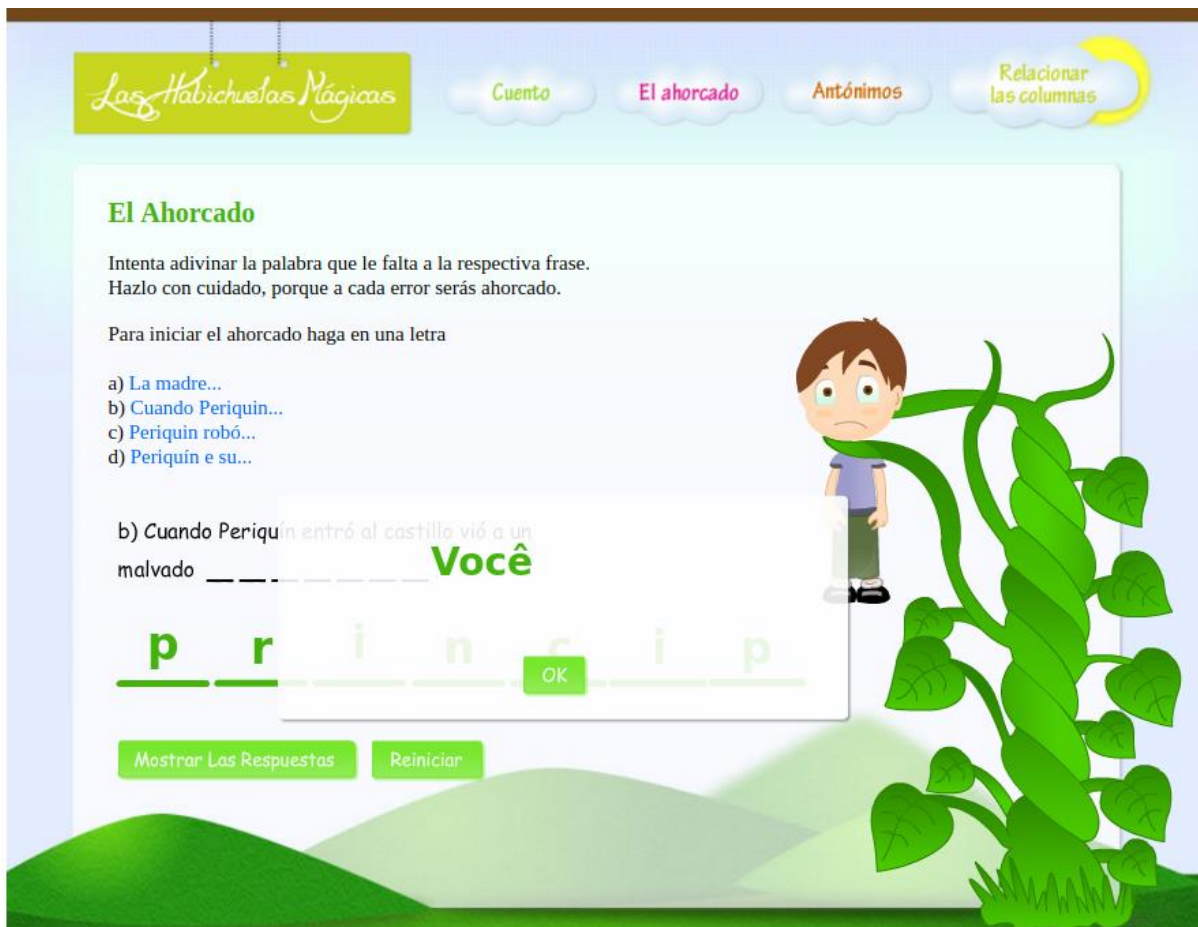 Las Habichuelas Mágicas
Cuento
El ahorcado
Antónimos
Relacionar
las columnas
El Ahorcado
Intenta adivinar la palabra que le falta a la respectiva frase.
Hazlo con cuidado, porque a cada error serás ahorcado.
Para iniciar el ahorcado haga en una letra
a) La madre...
b) Cuando Periquin...
c) Periquin robó...
d) Periquín e su...
b) Cuando Periquín entró al castillo vió a un
malvado _ _ _ _ _ _ _
Você
p r i n c i p
OK
Mostrar Las Respuestas
Reiniciar